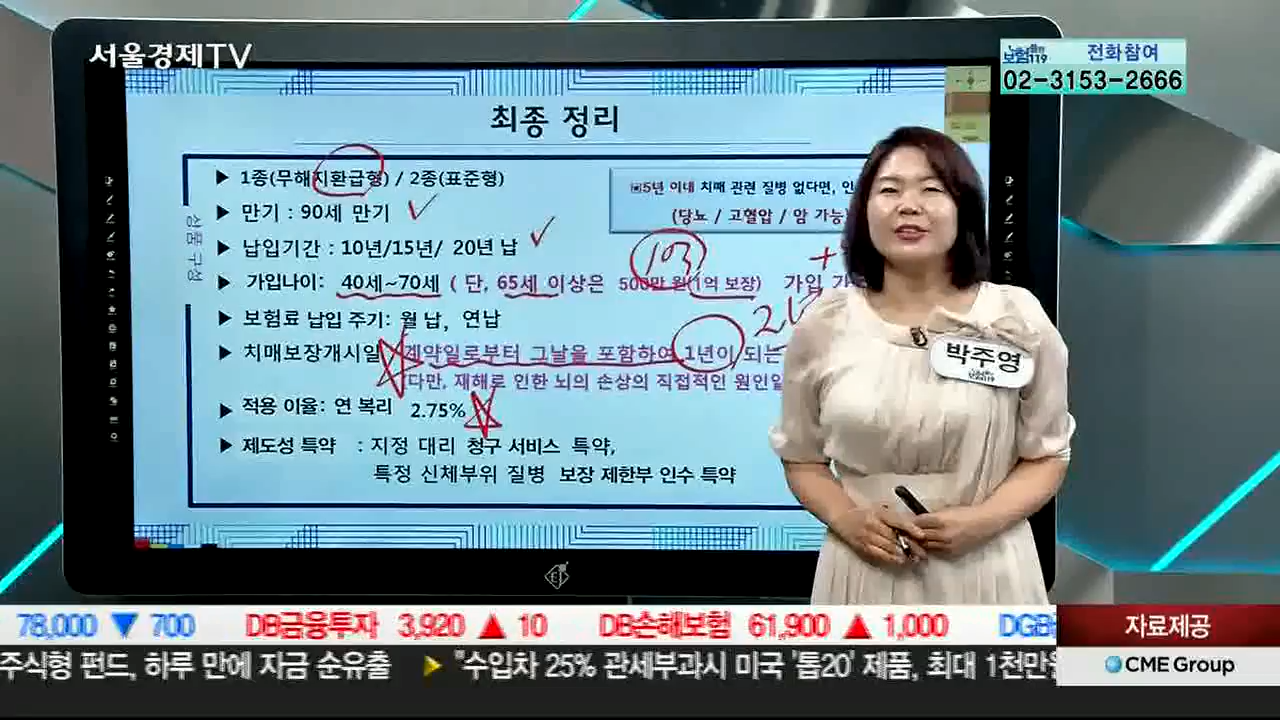 서울경제TV
보험119 전화참여
02-3153-2666
최종 정리
상품 구성
▶ 1종(무해지환급형) / 2종(표준형)
▣5년 이내 치매 관련 질병 없다면, 인
(당뇨 / 고혈압 / 암 가능)
▶ 만기 : 90세 만기
▶ 납입기간 : 10년/15년/ 20년 납
▶ 가입나이: 40세~70세 ( 단, 65세 이상은 500만 원(1억 보장) 가입
▶ 보험료 납입 주기: 월 납, 연납
▶ 치매보장개시일 계약일로부터 그날을 포함하여 1년이 되는
(다만, 재해로 인한 뇌의 손상의 직접적인 원인일
▶ 적용 이율: 연 복리 2.75%
▶ 제도성 특약 : 지정 대리 청구 서비스 특약,
특정 신체부위 질병 보장 제한부 인수 특약
박주영
78,000 ▼ 700 DB금융투자 3,920 ▲ 10 DB손해보험 61,900 ▲ 1,000 DGB
자료제공
주식형 펀드, 하루 만에 자금 순유출 ▶ "수입차 25% 관세부과시 미국 '톱20' 제품, 최대 1천만원
CME Group